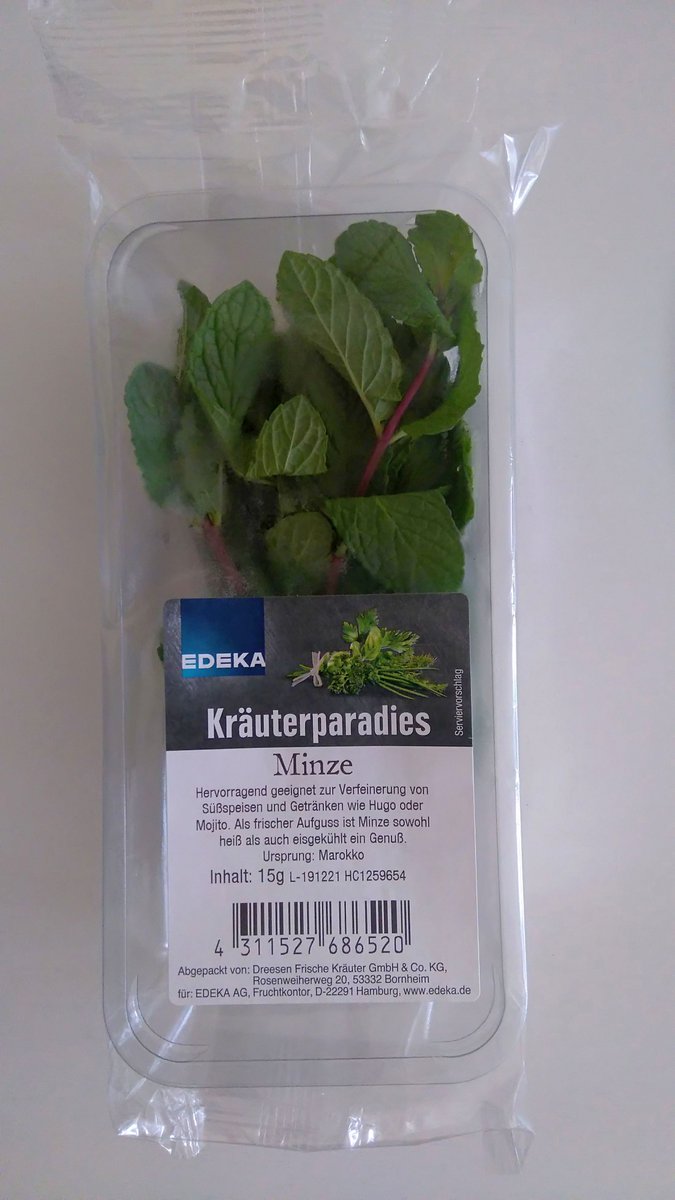 EDEKA
Serviervorschlag
Kräuterparadies
Minze
Hervorragend geeignet zur Verfeinerung von
Süßspeisen und Getränken wie Hugo oder
Mojito. Als frischer Aufguss ist Minze sowohl
heiß als auch eisgekühlt ein Genuß.
Ursprung: Marokko
Inhalt: 15g L-191221 HC1259654
4 311527 686520
Abgepackt von: Dreesen Frische Kräuter GmbH & Co. KG,
Rosenweiherweg 20, 53332 Bornheim
für: EDEKA AG, Fruchtkontor, D-22291 Hamburg, www.edeka.de